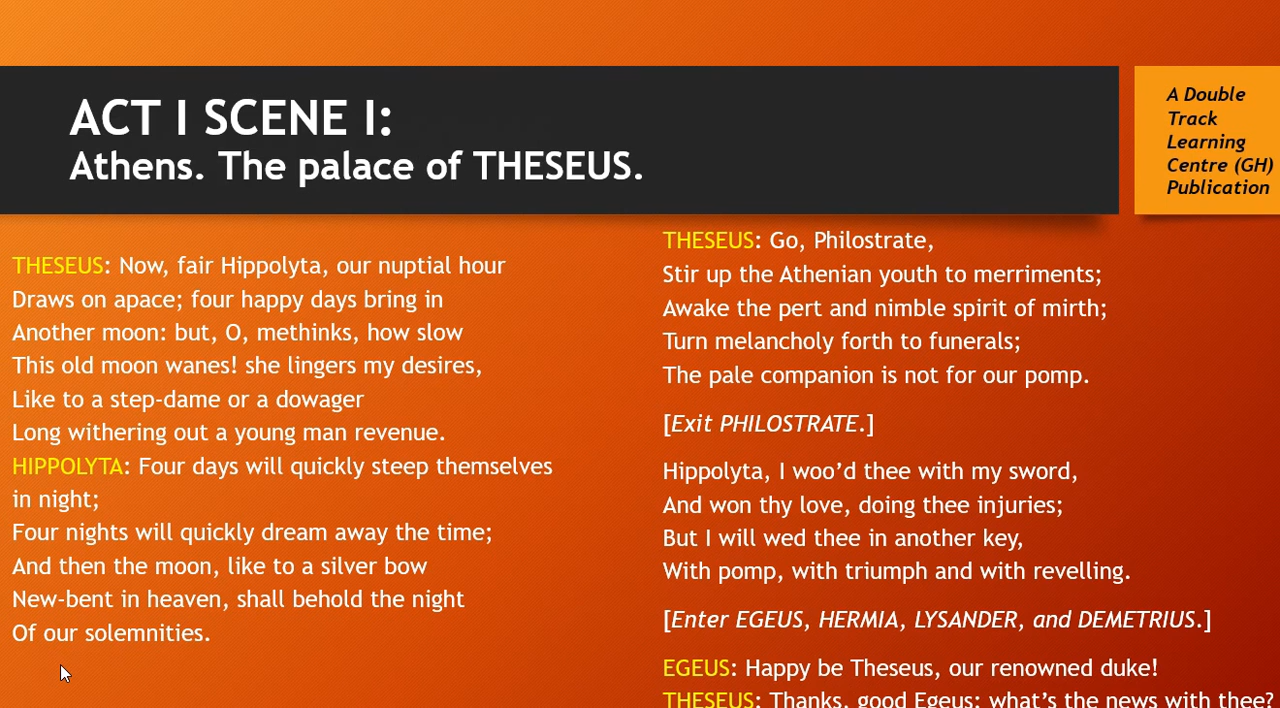 ACT I SCENE I:
Athens. The palace of THESEUS.
A Double
Track
Learning
Centre (GH)
Publication
THESEUS: Now, fair Hippolyta, our nuptial hour
Draws on apace; four happy days bring in
Another moon: but, O, methinks, how slow
This old moon wanes! she lingers my desires,
Like to a step-dame or a dowager
Long withering out a young man revenue.
HIPPOLYTA: Four days will quickly steep themselves
in night;
Four nights will quickly dream away the time;
And then the moon, like to a silver bow
New-bent in heaven, shall behold the night
Of our solemnities.
THESEUS: Go, Philostrate,
Stir up the Athenian youth to merriments;
Awake the pert and nimble spirit of mirth;
Turn melancholy forth to funerals;
The pale companion is not for our pomp.
[Exit PHILOSTRATE.]
Hippolyta, I woo’d thee with my sword,
And won thy love, doing thee injuries;
But I will wed thee in another key,
With pomp, with triumph and with revelling.
[Enter EGEUS, HERMIA, LYSANDER, and DEMETRIUS.]
EGEUS: Happy be Theseus, our renowned duke!
THESEUS: Thanks, good Egeus: what’s the news with thee?